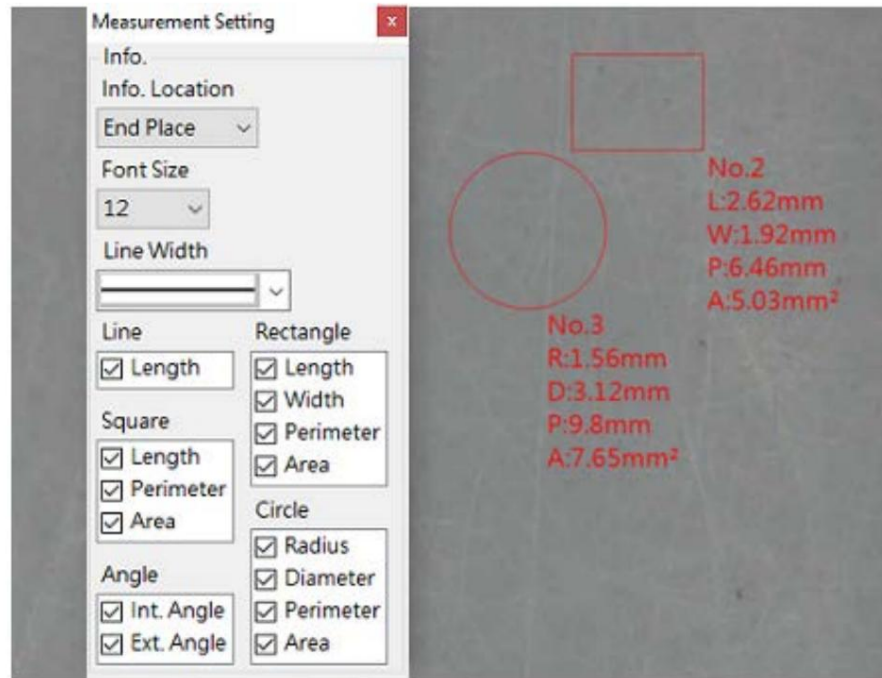 Measurement Setting
x
Info.
Info. Location
End Place
Font Size
12
Line Width
Line
Length
Square
Length
Perimeter
Area
Angle
Int. Angle
Ext. Angle
Rectangle
Length
Width
Perimeter
Area
Circle
Radius
Diameter
Perimeter
Area
No.2
L:2.62mm
W:1.92mm
P:6.46mm
A:5.03mm²
No.3
R:1.56mm
D:3.12mm
P:9.8mm
A:7.65mm²